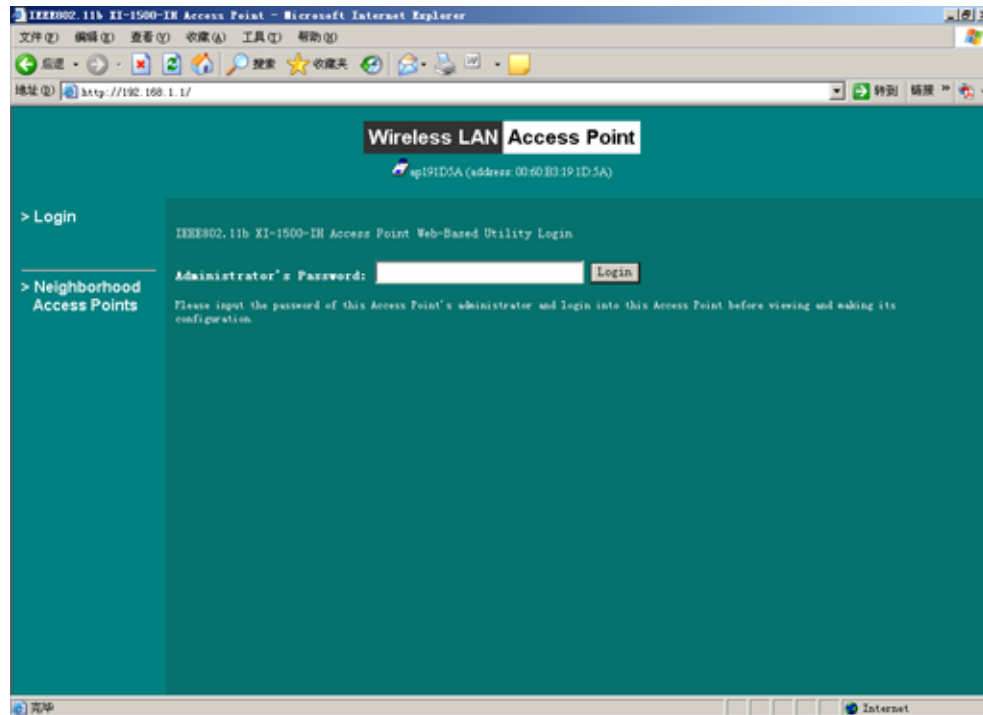 IEEE802.11b XI-1500-IH Access Point - Microsoft Internet Explorer
文件(F) 编辑(E) 查看(V) 收藏(A) 工具(T) 帮助(H)
后退 搜索 收藏夹
地址(D) http://192.168.1.1/ 转到 链接 »
Wireless LAN Access Point
ap191D5A (address: 00:60:B3:19:1D:5A)
> Login
IEEE802.11b XI-1500-IH Access Point Web-Based Utility Login
Administrator's Password: Login
> Neighborhood
Access Points
Please input the password of this Access Point's administrator and login into this Access Point before viewing and making its
configuration.
完毕 Internet